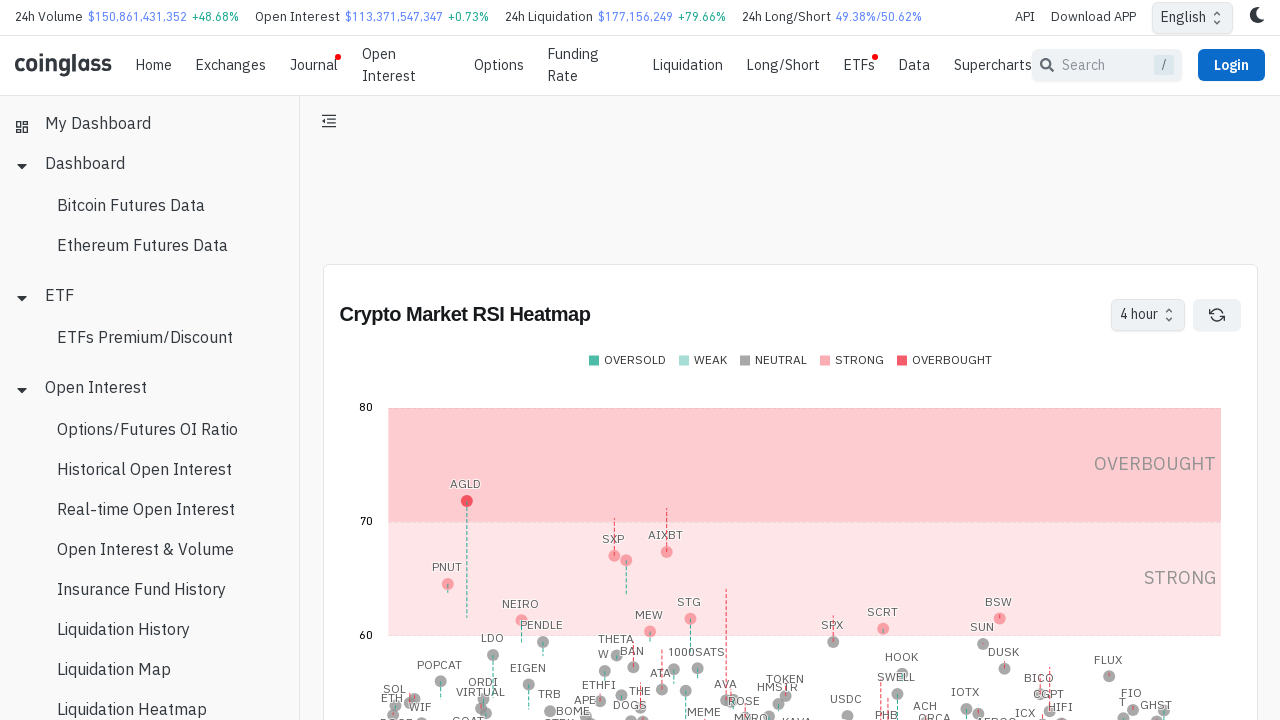 24h Volume $150,861,431,352 +48.68% Open Interest $113,371,547,347 +0.73% 24h Liquidation $177,156,249 +79.66% 24h Long/Short 49.38%/50.62% API Download APP English
coinglass Home Exchanges Journal Open Interest Options Funding Rate Liquidation Long/Short ETFs Data Supercharts Search / Login
My Dashboard
Dashboard
Bitcoin Futures Data
Ethereum Futures Data
ETF
ETFs Premium/Discount
Open Interest
Options/Futures OI Ratio
Historical Open Interest
Real-time Open Interest
Open Interest & Volume
Insurance Fund History
Liquidation History
Liquidation Map
Liquidation Heatmap
Crypto Market RSI Heatmap 4 hour
OVERSOLD WEAK NEUTRAL STRONG OVERBOUGHT
80
OVERBOUGHT
AGLD
70
SXP AIXBT
PNUT
STRONG
NEIRO STG BSW
MEW SCRT
PENDLE SPX SUN
60
LDO THETA
W BAN 1000SATS HOOK DUSK
POPCAT EIGEN ATA FLUX
SOL ORDI ETHFI AVA TOKEN SWELL BICO
ETH VIRTUAL TRB THE HMSTR IOTX GCPT FIO
WIF APE DOGS ROSE USDC ACH HIFI GHST
BOME MEME PHB ICX